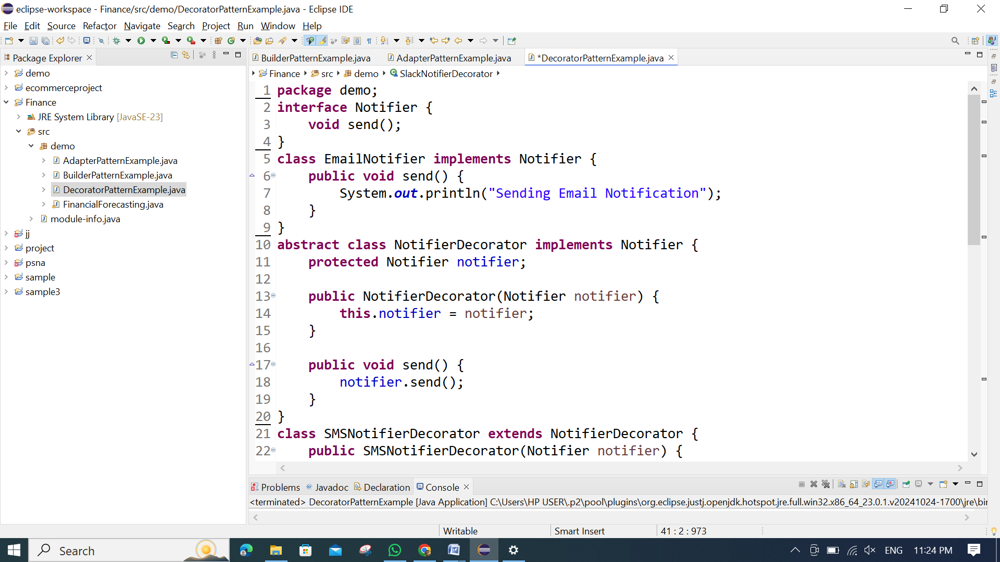 eclipse-workspace - Finance/src/demo/DecoratorPatternExample.java - Eclipse IDE
File Edit Source Refactor Navigate Search Project Run Window Help
Package Explorer
demo
ecommerceproject
Finance
JRE System Library [JavaSE-23]
src
demo
AdapterPatternExample.java
BuilderPatternExample.java
DecoratorPatternExample.java
FinancialForecasting.java
module-info.java
jj
project
psna
sample
sample3
BuilderPatternExample.java AdapterPatternExample.java *DecoratorPatternExample.java
Finance src demo SlackNotifierDecorator
1 package demo;
2 interface Notifier {
3 void send();
4 }
5 class EmailNotifier implements Notifier {
6 public void send() {
7 System.out.println("Sending Email Notification");
8 }
9 }
10 abstract class NotifierDecorator implements Notifier {
11 protected Notifier notifier;
12
13 public NotifierDecorator(Notifier notifier) {
14 this.notifier = notifier;
15 }
16
17 public void send() {
18 notifier.send();
19 }
20 }
21 class SMSNotifierDecorator extends NotifierDecorator {
22 public SMSNotifierDecorator(Notifier notifier) {
Problems @ Javadoc Declaration Console
<terminated> DecoratorPatternExample [Java Application] C:\Users\HP USER\.p2\pool\plugins\org.eclipse.justj.openjdk.hotspot.jre.full.win32.x86_64_23.0.1.v20241024-1700\jre\bin
Writable Smart Insert 41 : 2 : 973
Search
ENG 11:24 PM